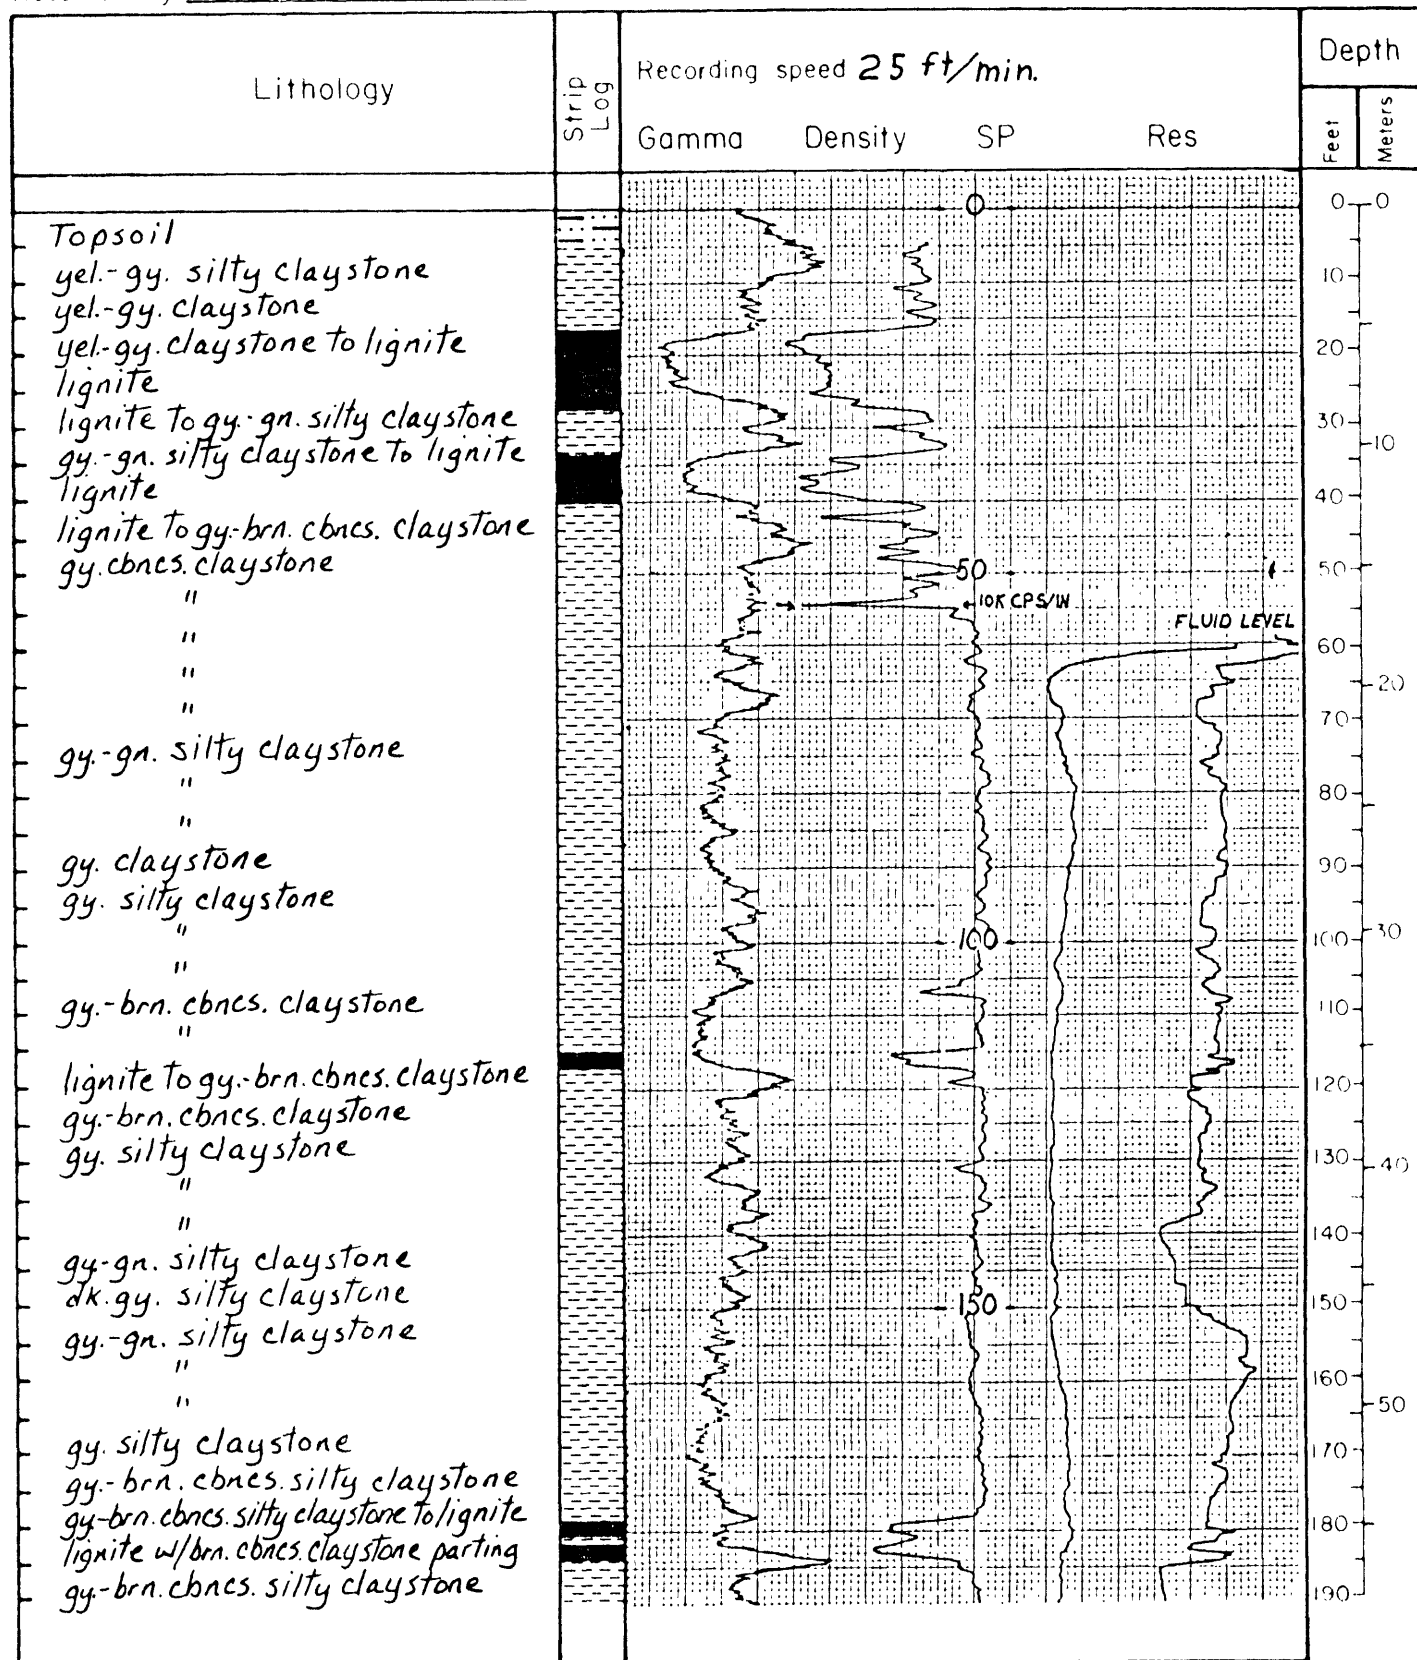 Lithology
Strip Log
Recording speed 25 ft/min.
Gamma Density SP Res
Depth
Feet
Meters
0
0 0
Topsoil
yel.-gy. silty claystone
10
yel.-gy. claystone
yel.-gy. claystone to lignite
20
lignite
lignite to gy.-gn. silty claystone
30
10
gy.-gn. silty claystone to lignite
lignite
40
lignite to gy-brn. cbncs. claystone
gy. cbncs. claystone
50
50
"
10K CPS/IN
FLUID LEVEL
"
60
"
20
"
70
gy.-gn. silty claystone
"
80
"
gy. claystone
90
gy. silty claystone
"
100
100
30
"
gy.-brn. cbncs. claystone
110
"
lignite to gy.-brn. cbncs. claystone
120
gy.-brn. cbncs. claystone
gy. silty claystone
130
40
"
"
140
gy-gn. silty claystone
dk. gy. silty claystone
150
150
gy.-gn. silty claystone
"
160
"
50
gy. silty claystone
170
gy.-brn. cbncs. silty claystone
gy-brn. cbncs. silty claystone to lignite
180
lignite w/brn. cbncs. claystone parting
gy.-brn. cbncs. silty claystone
190